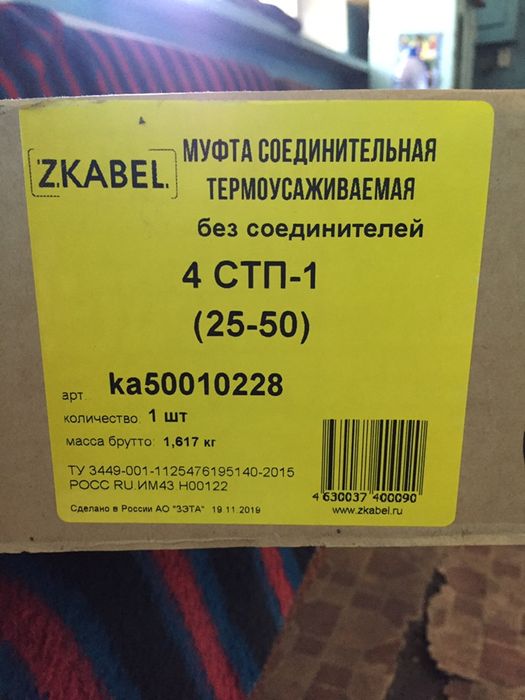 ZKABEL
МУФТА СОЕДИНИТЕЛЬНАЯ
ТЕРМОУСАЖИВАЕМАЯ
без соединителей
4 СТП-1
(25-50)
арт. ka50010228
количество: 1 шт
масса брутто: 1,617 кг
ТУ 3449-001-1125476195140-2015
РОСС RU.ИМ43.Н00122
Сделано в России АО "ЗЭТА" 19.11.2019
4 630037 400090
www.zkabel.ru